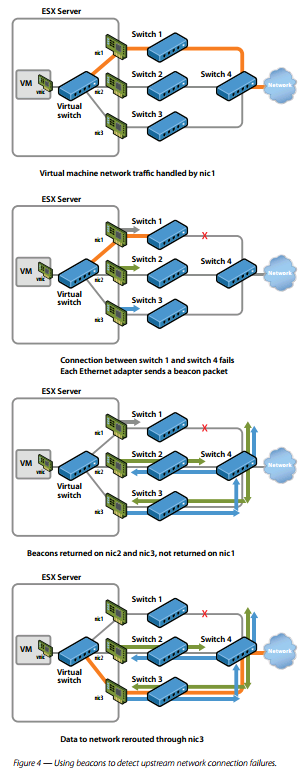 ESX Server
Switch 1
nic1
VM
vnic
nic2
Switch 2
Switch 4
Network
Virtual
switch
nic3
Switch 3
Virtual machine network traffic handled by nic1
ESX Server
Switch 1
nic1
X
VM
vnic
nic2
Switch 2
Switch 4
Network
Virtual
switch
nic3
Switch 3
Connection between switch 1 and switch 4 fails
Each Ethernet adapter sends a beacon packet
ESX Server
Switch 1
nic1
X
VM
vnic
Switch 2
Switch 4
Network
Virtual
switch
Switch 3
nic3
Beacons returned on nic2 and nic3, not returned on nic1
ESX Server
Switch 1
nic1
X
VM
vnic
nic2
Switch 2
Switch 4
Network
Virtual
switch
nic3
Switch 3
Data to network rerouted through nic3
Figure 4 — Using beacons to detect upstream network connection failures.